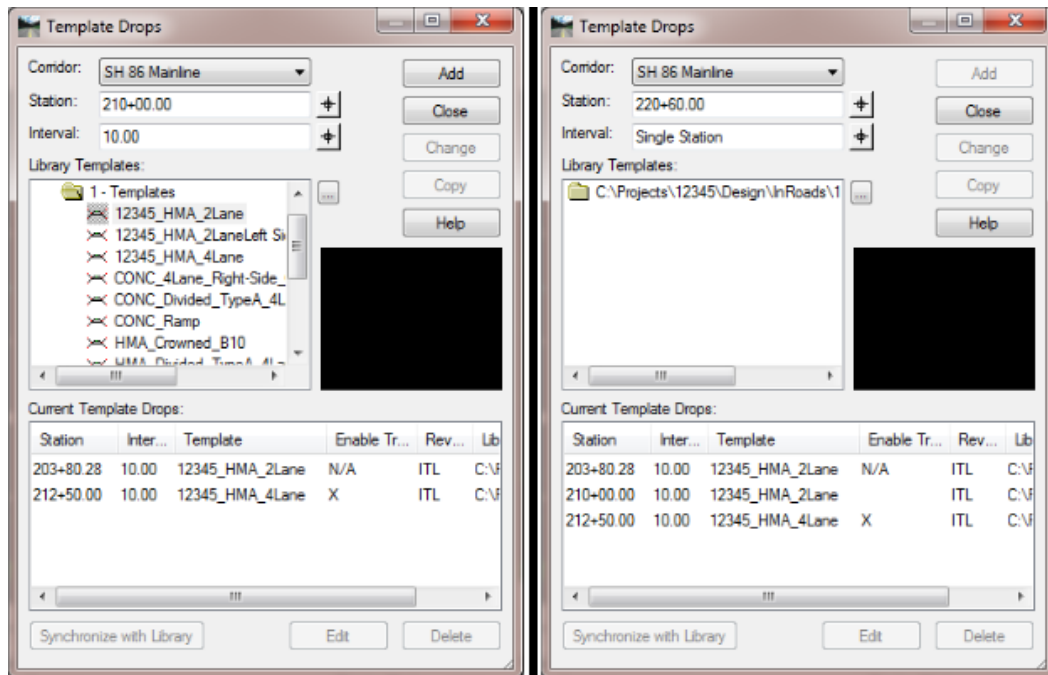 Template Drops
Corridor: SH 86 Mainline
Add
Station: 210+00.00
Close
Interval: 10.00
Change
Library Templates:
1 - Templates
...
Copy
12345_HMA_2Lane
Help
12345_HMA_2LaneLeft Si
12345_HMA_4Lane
CONC_4Lane_Right-Side_
CONC_Divided_TypeA_4L
CONC_Ramp
HMA_Crowned_B10
HMA_Divided_TypeA_4La
Current Template Drops:
Station Inter... Template Enable Tr... Rev... Lib
203+80.28 10.00 12345_HMA_2Lane N/A ITL C:\F
212+50.00 10.00 12345_HMA_4Lane X ITL C:\F
Synchronize with Library Edit Delete
Template Drops
Corridor: SH 86 Mainline
Add
Station: 220+60.00
Close
Interval: Single Station
Change
Library Templates:
C:\Projects\12345\Design\InRoads\1
...
Copy
Help
Current Template Drops:
Station Inter... Template Enable Tr... Rev... Lib
203+80.28 10.00 12345_HMA_2Lane N/A ITL C:\F
210+00.00 10.00 12345_HMA_2Lane ITL C:\F
212+50.00 10.00 12345_HMA_4Lane X ITL C:\F
Synchronize with Library Edit Delete